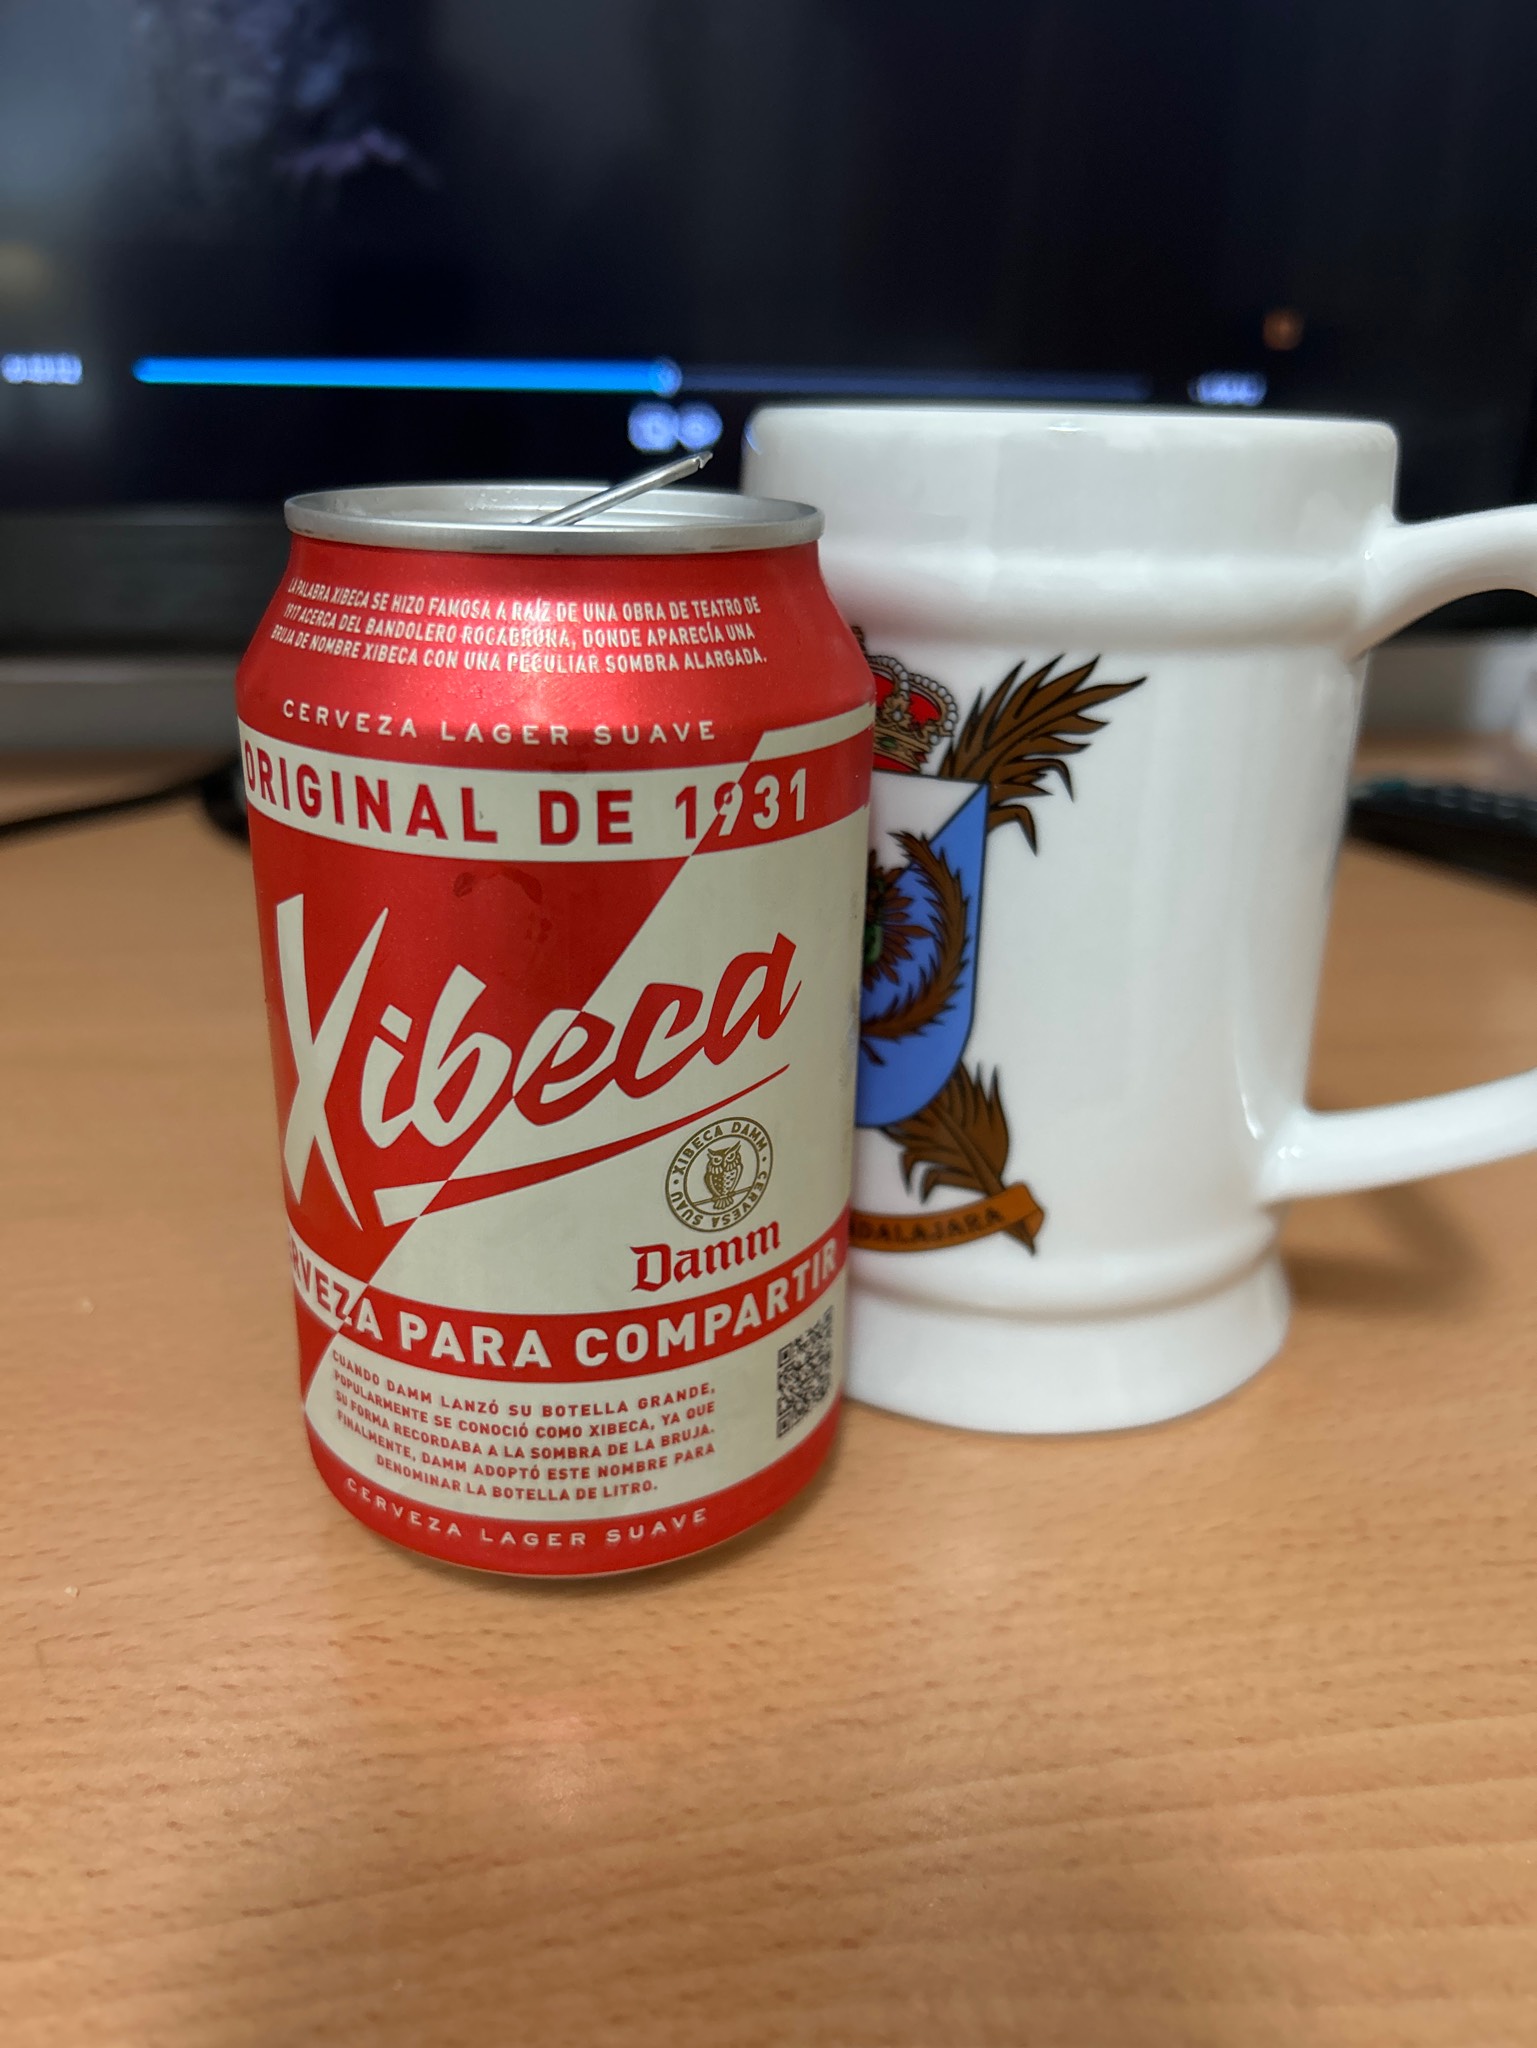 LA PALABRA XIBECA SE HIZO FAMOSA A RAÍZ DE UNA OBRA DE TEATRO DE
1917 ACERCA DEL BANDOLERO ROCABRUNA, DONDE APARECÍA UNA
BRUJA DE NOMBRE XIBECA CON UNA PECULIAR SOMBRA ALARGADA.
CERVEZA LAGER SUAVE
ORIGINAL DE 1931
Xibeca
XIBECA DAMM · CERVESA SUAU ·
Damm
RVEZA PARA COMPARTIR
CUANDO DAMM LANZÓ SU BOTELLA GRANDE,
POPULARMENTE SE CONOCIÓ COMO XIBECA, YA QUE
SU FORMA RECORDABA A LA SOMBRA DE LA BRUJA.
FINALMENTE, DAMM ADOPTÓ ESTE NOMBRE PARA
DENOMINAR LA BOTELLA DE LITRO.
CERVEZA LAGER SUAVE
DALAJARA